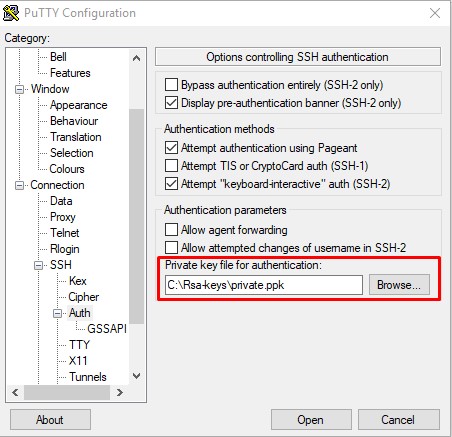 PuTTY Configuration
Category:
Bell
Features
Window
Appearance
Behaviour
Translation
Selection
Colours
Connection
Data
Proxy
Telnet
Rlogin
SSH
Kex
Cipher
Auth
GSSAPI
TTY
X11
Tunnels
Options controlling SSH authentication
Bypass authentication entirely (SSH-2 only)
Display pre-authentication banner (SSH-2 only)
Authentication methods
Attempt authentication using Pageant
Attempt TIS or CryptoCard auth (SSH-1)
Attempt "keyboard-interactive" auth (SSH-2)
Authentication parameters
Allow agent forwarding
Allow attempted changes of username in SSH-2
Private key file for authentication:
C:\Rsa-keys\private.ppk
Browse...
About
Open
Cancel